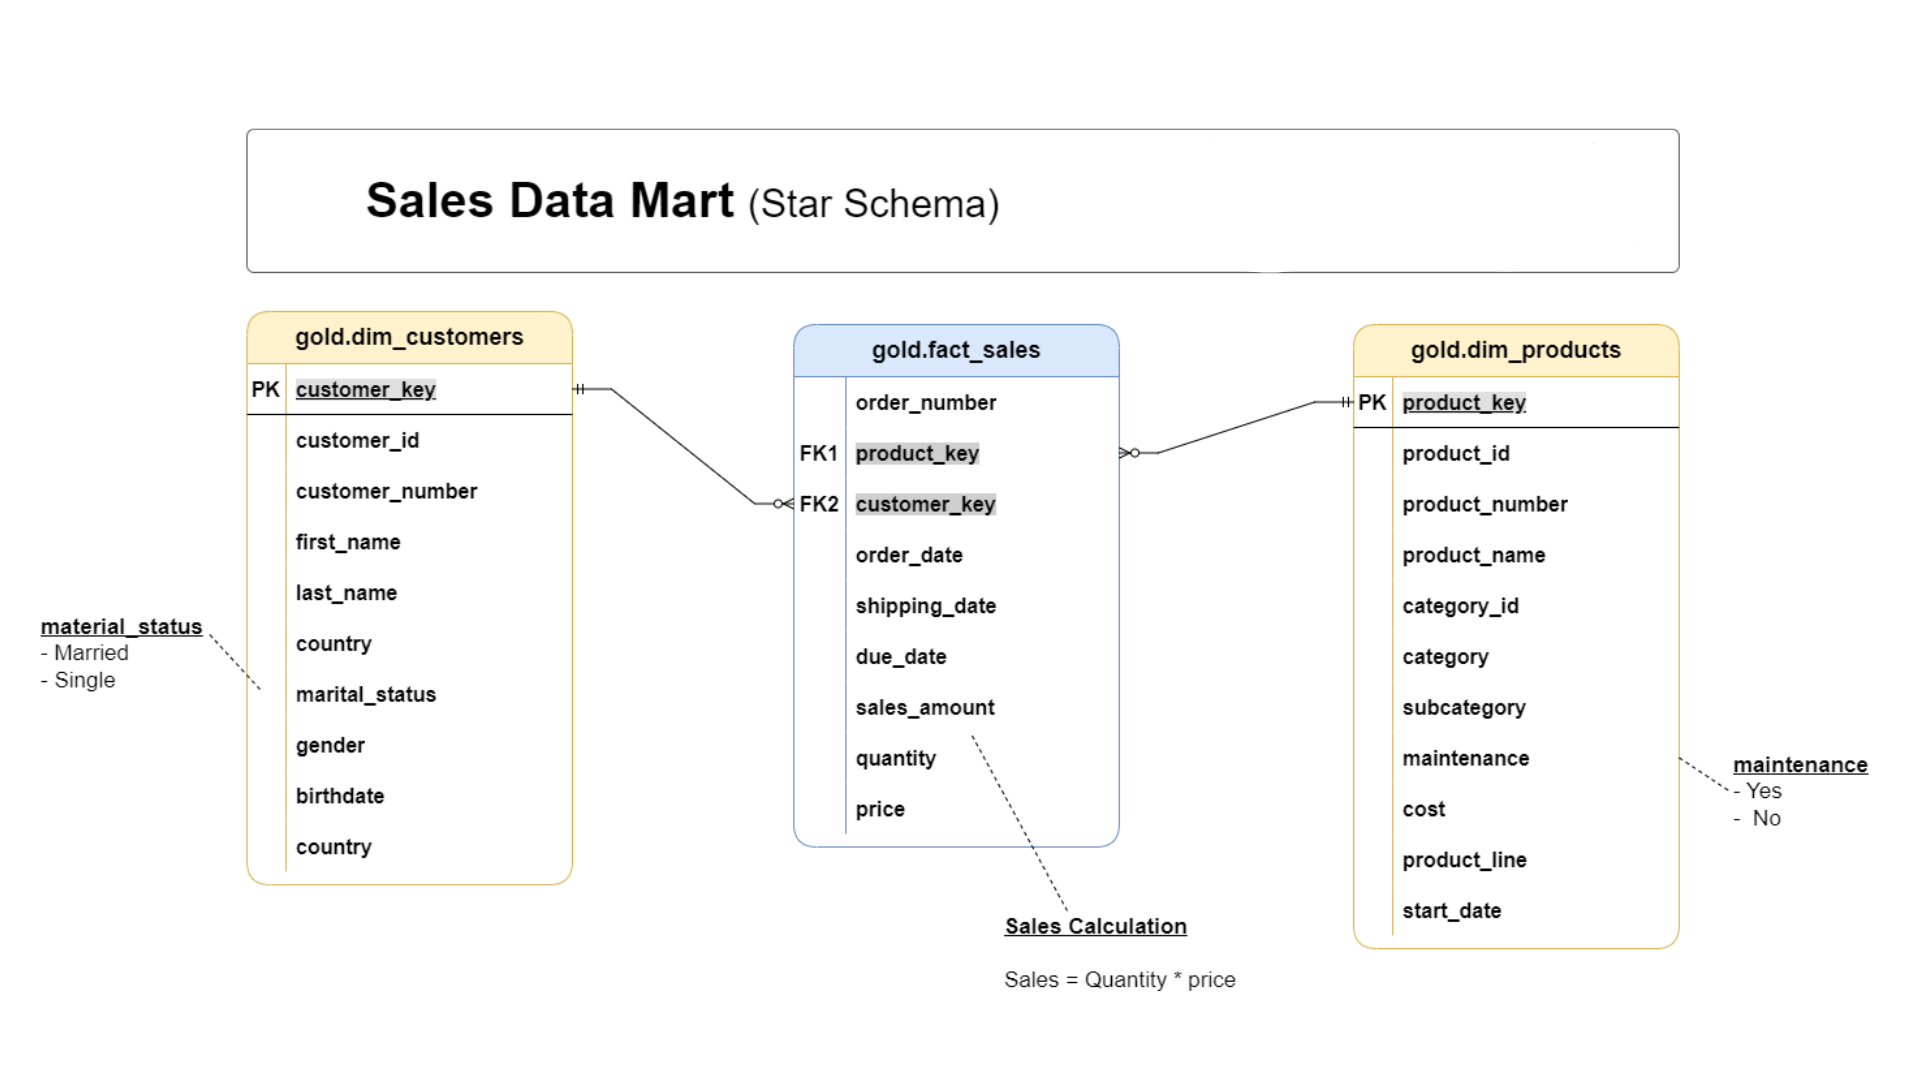 Sales Data Mart (Star Schema)
gold.dim_customers
PK customer_key
customer_id
customer_number
first_name
last_name
country
marital_status
gender
birthdate
country
material_status
- Married
- Single
gold.fact_sales
order_number
FK1 product_key
FK2 customer_key
order_date
shipping_date
due_date
sales_amount
quantity
price
Sales Calculation
Sales = Quantity * price
gold.dim_products
PK product_key
product_id
product_number
product_name
category_id
category
subcategory
maintenance
cost
product_line
start_date
maintenance
- Yes
- No